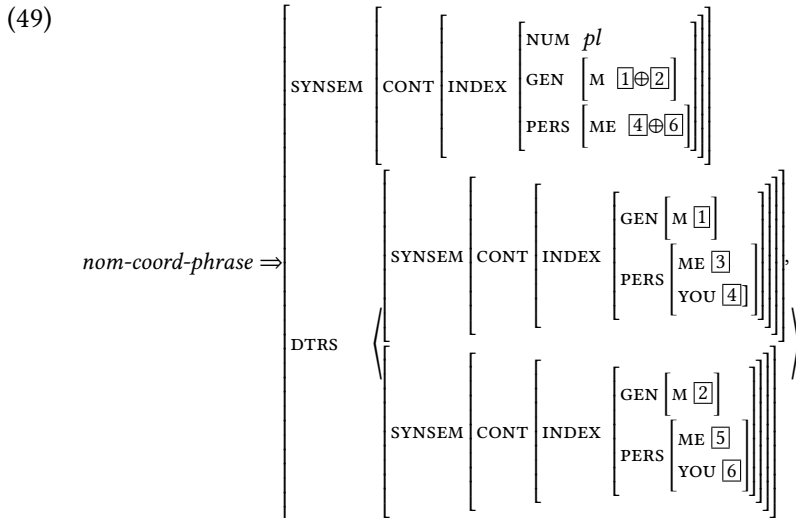 (49)
NUM pl
GEN [M 1⊕2]
SYNSEM [CONT [INDEX
PERS [ME 4⊕6]
GEN [M 1]
SYNSEM [CONT [INDEX
PERS [ME 3
YOU 4]]
,
nom-coord-phrase ⇒
DTRS ⟨ ⟩
GEN [M 2]
SYNSEM [CONT [INDEX
PERS [ME 5
YOU 6]